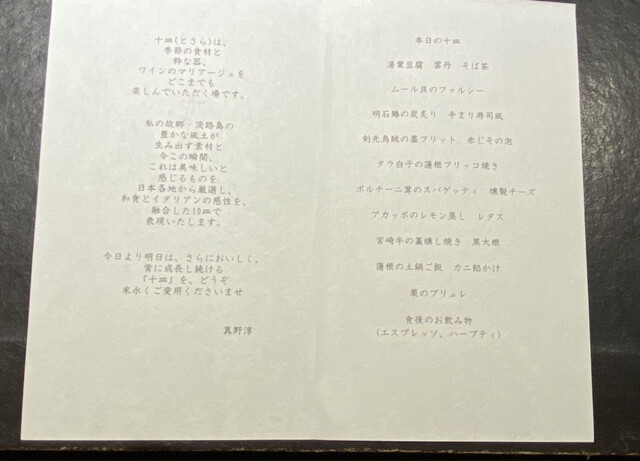 十皿(とさら)は、
季節の食材と
粋な器、
ワインのマリアージュを
どこまでも
楽しんでいただく場です。
私の故郷・淡路島の
豊かな風土が
生み出す素材と
今この瞬間、
これは美味しいと
感じるものを
日本各地から厳選し、
和食とイタリアンの感性を、
融合した10皿で
表現いたします。
今日より明日は、さらにおいしく。
常に成長し続ける
「十皿」を、どうぞ
末永くご愛用くださいませ
真野淳
本日の十皿
湯葉豆腐 雲丹 そば茶
ムール貝のファルシー
明石鰆の炭炙り 手まり寿司風
剣先烏賊の墨フリット 赤じその泡
タラ白子の蓮根フリッコ焼き
ポルチーニ茸のスパゲッティ 燻製チーズ
アカッポのレモン蒸し レタス
宮崎牛の藁燻し焼き 黒大根
蓮根の土鍋ご飯 カニ餡かけ
栗のブリュレ
食後のお飲み物
(エスプレッソ,ハーブティ)